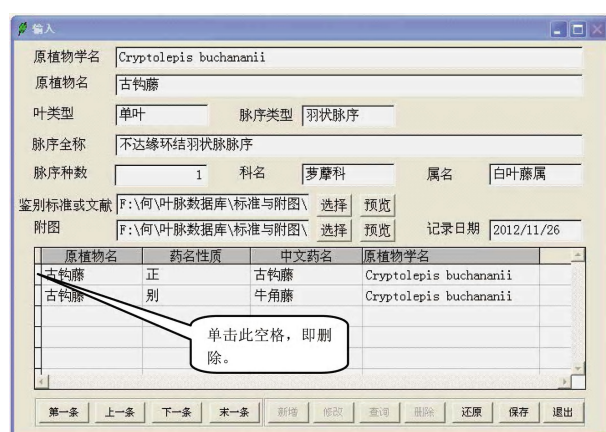 输入
原植物学名 Cryptolepis buchananii
原植物名 古钩藤
叶类型 单叶 脉序类型 羽状脉序
脉序全称 不达缘环结羽状脉脉序
脉序种数 1 科名 萝藦科 属名 白叶藤属
鉴别标准或文献 F:\何\叶脉数据库\标准与附图\ 选择 预览
附图 F:\何\叶脉数据库\标准与附图\ 选择 预览 记录日期 2012/11/26
原植物名 药名性质 中文药名 原植物学名
古钩藤 正 古钩藤 Cryptolepis buchananii
古钩藤 别 牛角藤 Cryptolepis buchananii
单击此空格，即删
除。
第一条 上一条 下一条 末一条 新增 修改 查询 删除 还原 保存 退出